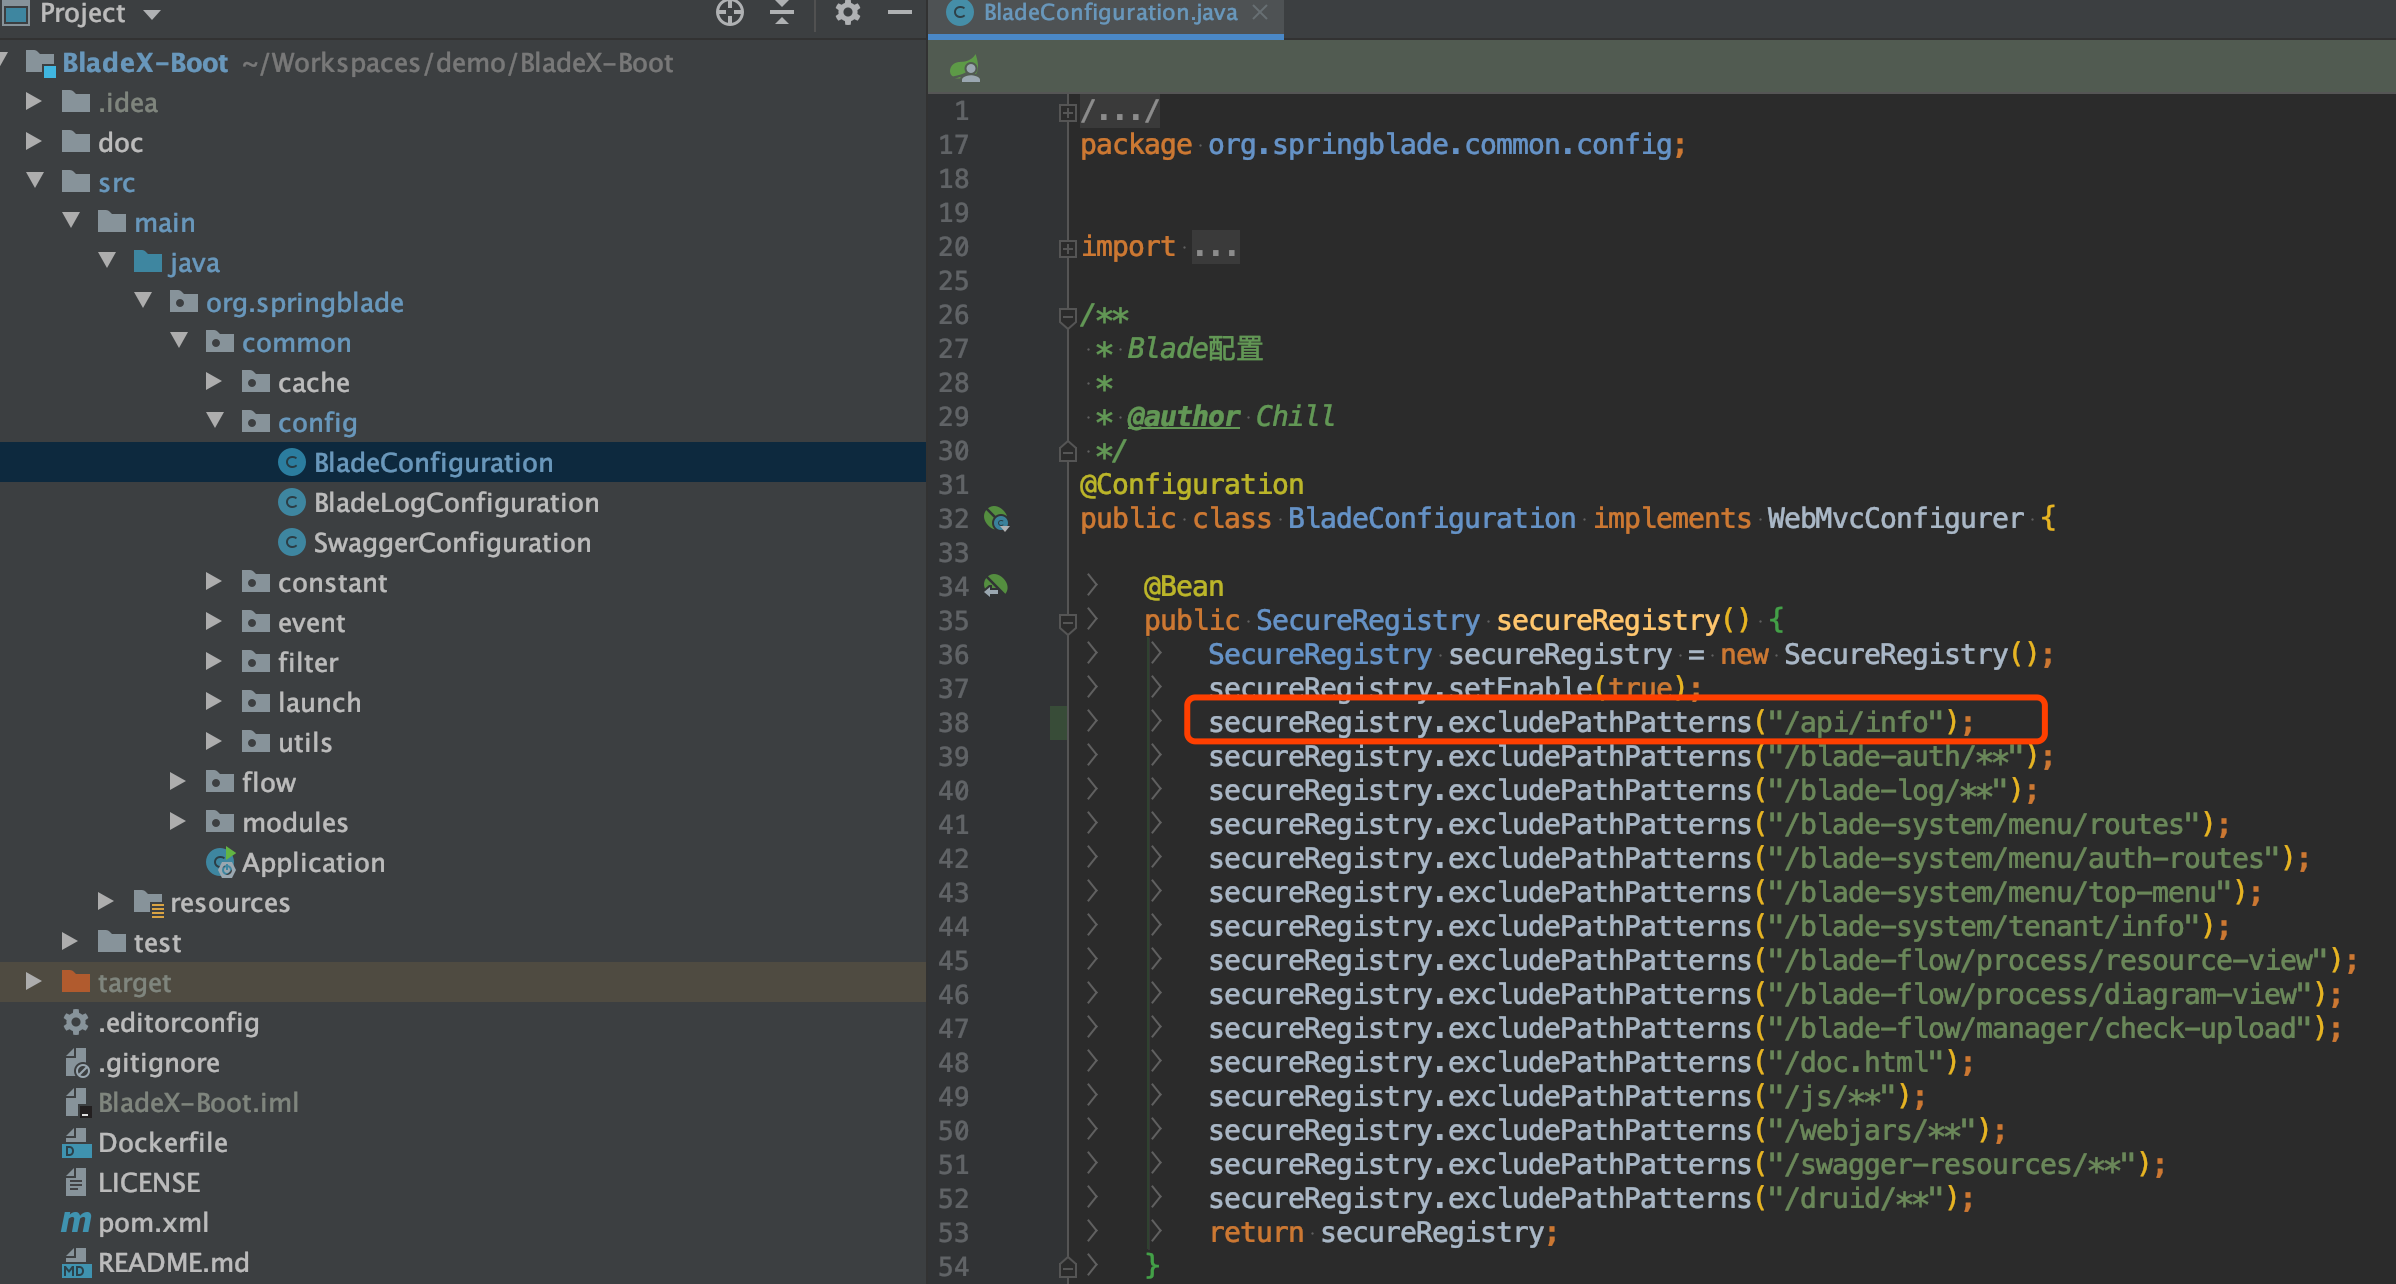 Project
BladeX-Boot ~/Workspaces/demo/BladeX-Boot
.idea
doc
src
main
java
org.springblade
common
cache
config
BladeConfiguration
BladeLogConfiguration
SwaggerConfiguration
constant
event
filter
launch
utils
flow
modules
Application
resources
test
target
.editorconfig
.gitignore
BladeX-Boot.iml
Dockerfile
LICENSE
pom.xml
README.md
BladeConfiguration.java
1 /.../
17 package org.springblade.common.config;
18
19
20 import ...
25
26 /**
27 * Blade配置
28 *
29 * @author Chill
30 */
31 @Configuration
32 public class BladeConfiguration implements WebMvcConfigurer {
33
34 @Bean
35 public SecureRegistry secureRegistry() {
36 SecureRegistry secureRegistry = new SecureRegistry();
37 secureRegistry.setEnable(true);
38 secureRegistry.excludePathPatterns("/api/info");
39 secureRegistry.excludePathPatterns("/blade-auth/**");
40 secureRegistry.excludePathPatterns("/blade-log/**");
41 secureRegistry.excludePathPatterns("/blade-system/menu/routes");
42 secureRegistry.excludePathPatterns("/blade-system/menu/auth-routes");
43 secureRegistry.excludePathPatterns("/blade-system/menu/top-menu");
44 secureRegistry.excludePathPatterns("/blade-system/tenant/info");
45 secureRegistry.excludePathPatterns("/blade-flow/process/resource-view");
46 secureRegistry.excludePathPatterns("/blade-flow/process/diagram-view");
47 secureRegistry.excludePathPatterns("/blade-flow/manager/check-upload");
48 secureRegistry.excludePathPatterns("/doc.html");
49 secureRegistry.excludePathPatterns("/js/**");
50 secureRegistry.excludePathPatterns("/webjars/**");
51 secureRegistry.excludePathPatterns("/swagger-resources/**");
52 secureRegistry.excludePathPatterns("/druid/**");
53 return secureRegistry;
54 }